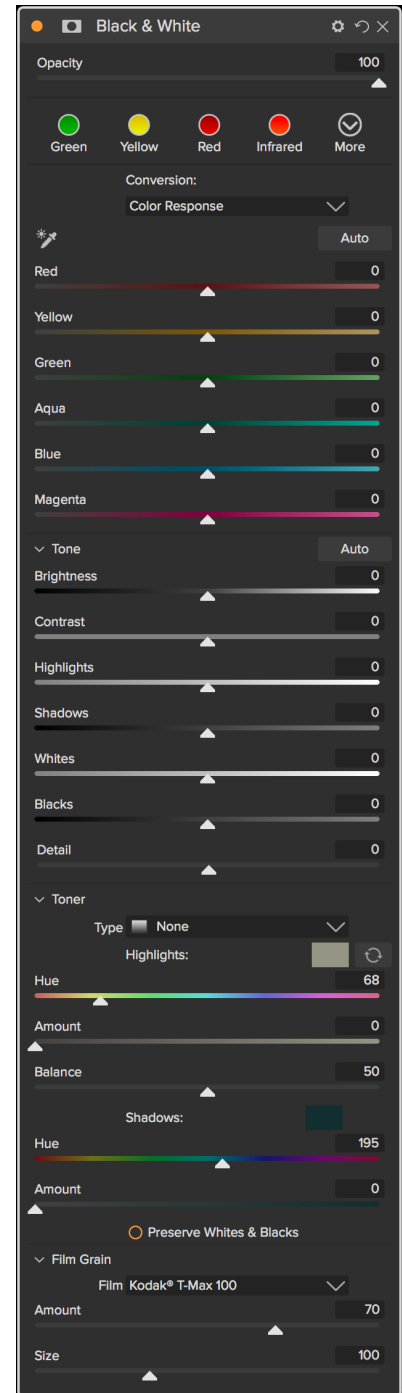 Black & White
Opacity 100
Green Yellow Red Infrared More
Conversion:
Color Response
Auto
Red 0
Yellow 0
Green 0
Aqua 0
Blue 0
Magenta 0
Tone Auto
Brightness 0
Contrast 0
Highlights 0
Shadows 0
Whites 0
Blacks 0
Detail 0
Toner
Type None
Highlights:
Hue 68
Amount 0
Balance 50
Shadows:
Hue 195
Amount 0
Preserve Whites & Blacks
Film Grain
Film Kodak® T-Max 100
Amount 70
Size 100